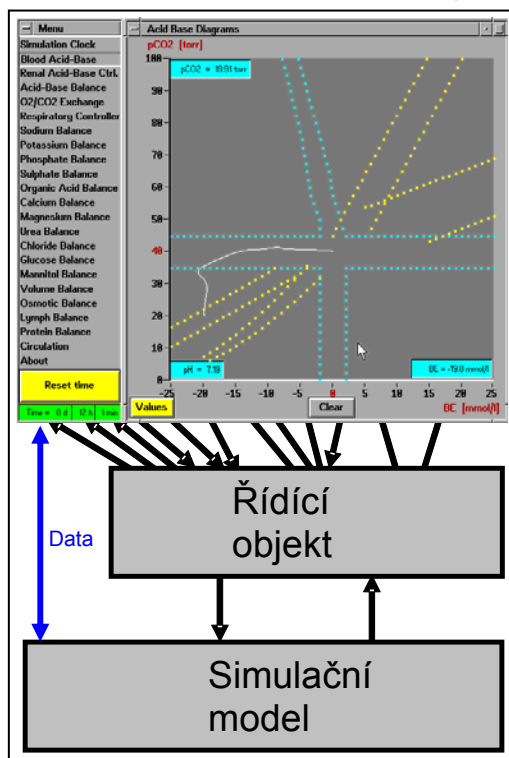 Menu
Simulation Clock
Blood Acid-Base
Renal Acid-Base Ctrl.
Acid-Base Balance
O2/CO2 Exchange
Respiratory Controller
Sodium Balance
Potassium Balance
Phosphate Balance
Sulphate Balance
Organic Acid Balance
Calcium Balance
Magnesium Balance
Urea Balance
Chloride Balance
Glucose Balance
Mannitol Balance
Volume Balance
Osmotic Balance
Lymph Balance
Protein Balance
Circulation
About
Reset time
Time = 0 d 12 h 1 min
Acid Base Diagrams
pCO2 [torr]
100
pCO2 = 19.91 torr
90
80
70
60
50
40
30
20
10
0
pH = 7.19
BE = -19.8 mmol/l
-25 -20 -15 -10 -5 0 5 10 15 20 25
Values
Clear
BE [mmol/l]
Data
Řídící
objekt
Simulační
model